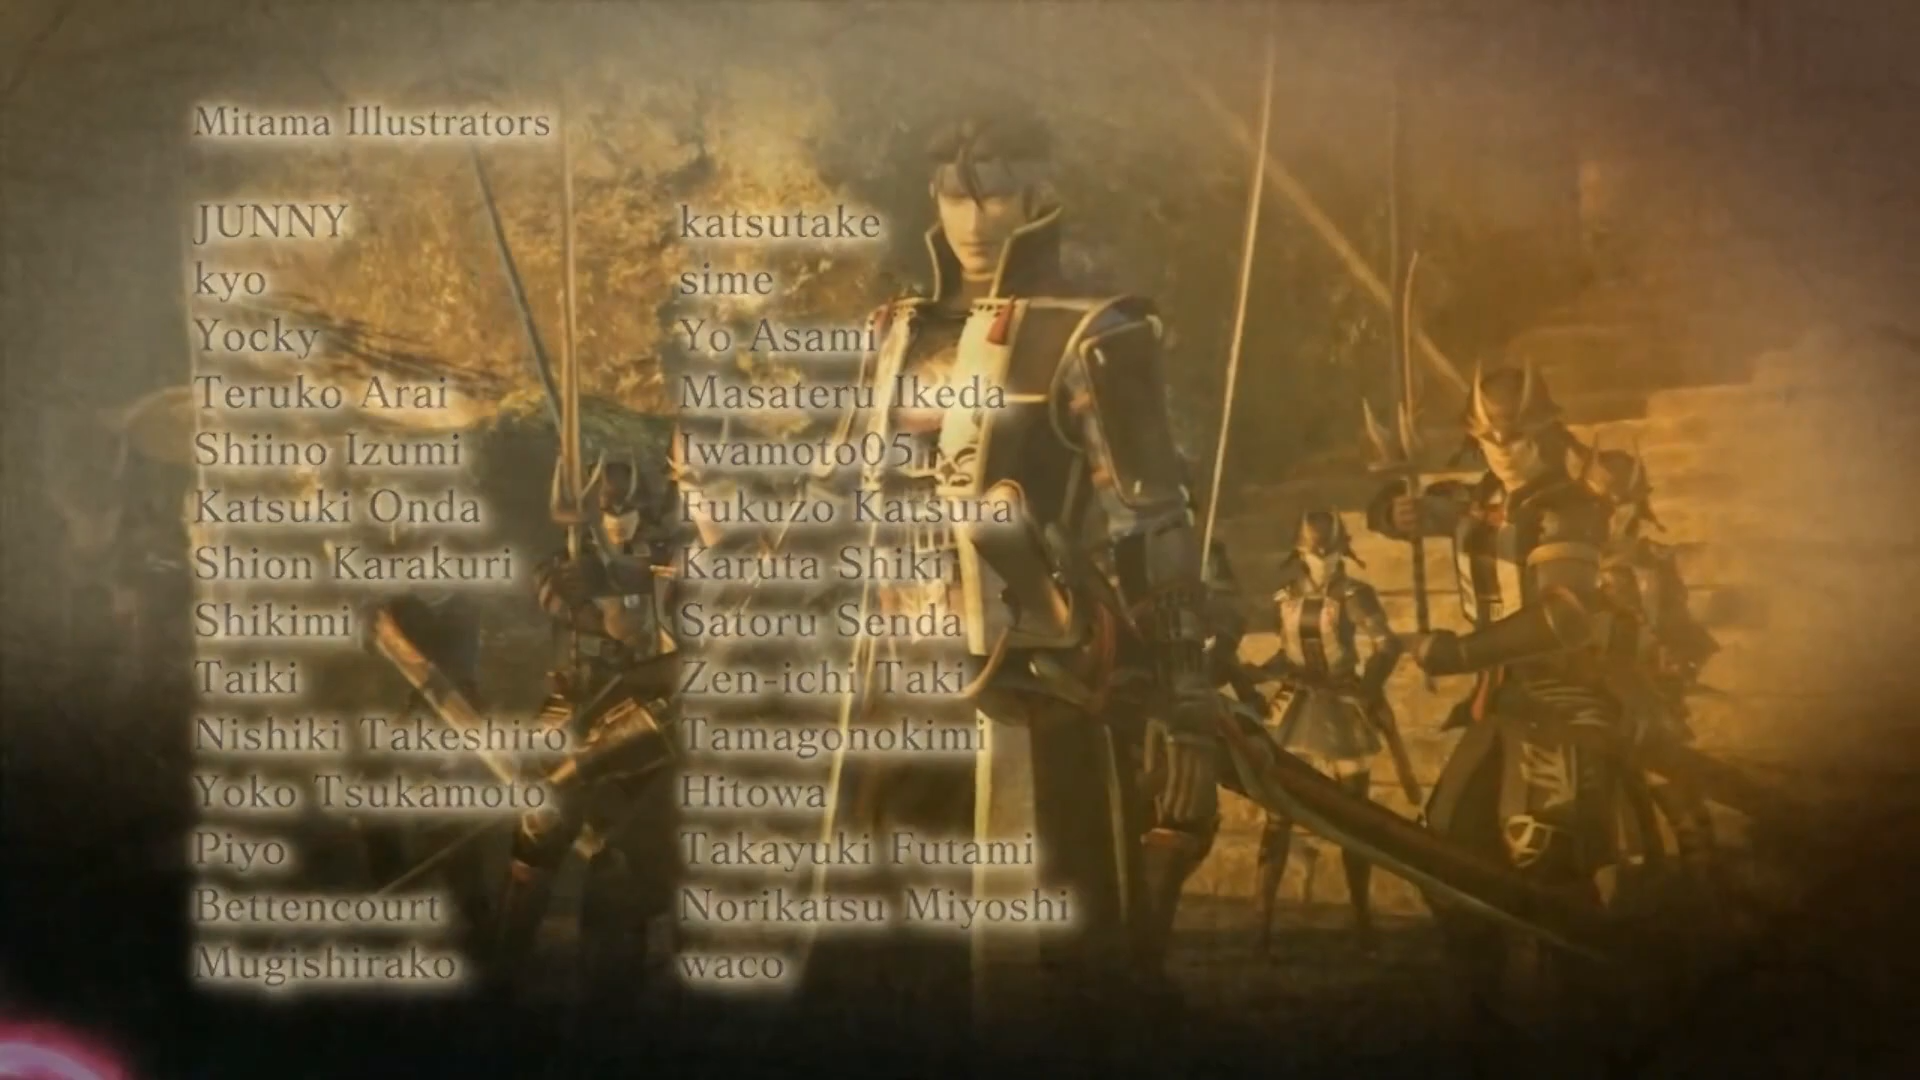 Mitama Illustrators
JUNNY
kyo
Yocky
Teruko Arai
Shiino Izumi
Katsuki Onda
Shion Karakuri
Shikimi
Taiki
Nishiki Takeshiro
Yoko Tsukamoto
Piyo
Bettencourt
Mugishirako
katsutake
sime
Yo Asami
Masateru Ikeda
Iwamoto05
Fukuzo Katsura
Karuta Shiki
Satoru Senda
Zen-ichi Taki
Tamagonokimi
Hitowa
Takayuki Futami
Norikatsu Miyoshi
waco